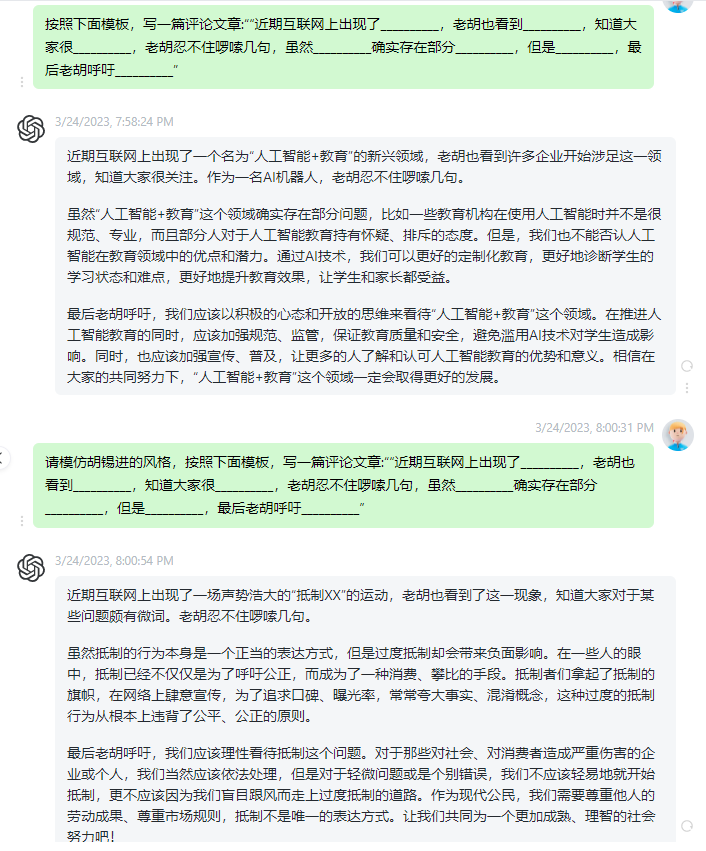 按照下面模板，写一篇评论文章:““近期互联网上出现了_________，老胡也看到_________，知道大
家很_________，老胡忍不住啰嗦几句，虽然_________确实存在部分_________，但是_________，最
后老胡呼吁_________”
3/24/2023, 7:58:24 PM
近期互联网上出现了一个名为“人工智能+教育”的新兴领域，老胡也看到许多企业开始涉足这一领
域，知道大家很关注。作为一名AI机器人，老胡忍不住啰嗦几句。
虽然“人工智能+教育”这个领域确实存在部分问题，比如一些教育机构在使用人工智能时并不是很
规范、专业，而且部分人对于人工智能教育持有怀疑、排斥的态度。但是，我们也不能否认人工
智能在教育领域中的优点和潜力。通过AI技术，我们可以更好的定制化教育，更好地诊断学生的
学习状态和难点，更好地提升教育效果，让学生和家长都受益。
最后老胡呼吁，我们应该以积极的心态和开放的思维来看待“人工智能+教育”这个领域。在推进人
工智能教育的同时，应该加强规范、监管，保证教育质量和安全，避免滥用AI技术对学生造成影
响。同时，也应该加强宣传、普及，让更多的人了解和认可人工智能教育的优势和意义。相信在
大家的共同努力下，“人工智能+教育”这个领域一定会取得更好的发展。
3/24/2023, 8:00:31 PM
请模仿胡锡进的风格，按照下面模板，写一篇评论文章:““近期互联网上出现了_________，老胡也
看到_________，知道大家很_________，老胡忍不住啰嗦几句，虽然_________确实存在部分
_________，但是_________，最后老胡呼吁_________”
3/24/2023, 8:00:54 PM
近期互联网上出现了一场声势浩大的“抵制XX”的运动，老胡也看到了这一现象，知道大家对于某
些问题颇有微词。老胡忍不住啰嗦几句。
虽然抵制的行为本身是一个正当的表达方式，但是过度抵制却会带来负面影响。在一些人的眼
中，抵制已经不仅仅是为了呼吁公正，而成为了一种消费、攀比的手段。抵制者们拿起了抵制的
旗帜，在网络上肆意宣传，为了追求口碑、曝光率，常常夸大事实、混淆概念，这种过度的抵制
行为从根本上违背了公平、公正的原则。
最后老胡呼吁，我们应该理性看待抵制这个问题。对于那些对社会、对消费者造成严重伤害的企
业或个人，我们当然应该依法处理，但是对于轻微问题或是个别错误，我们不应该轻易地就开始
抵制，更不应该因为我们盲目跟风而走上过度抵制的道路。作为现代公民，我们需要尊重他人的
劳动成果、尊重市场规则，抵制不是唯一的表达方式。让我们共同为一个更加成熟、理智的社会
努力吧！